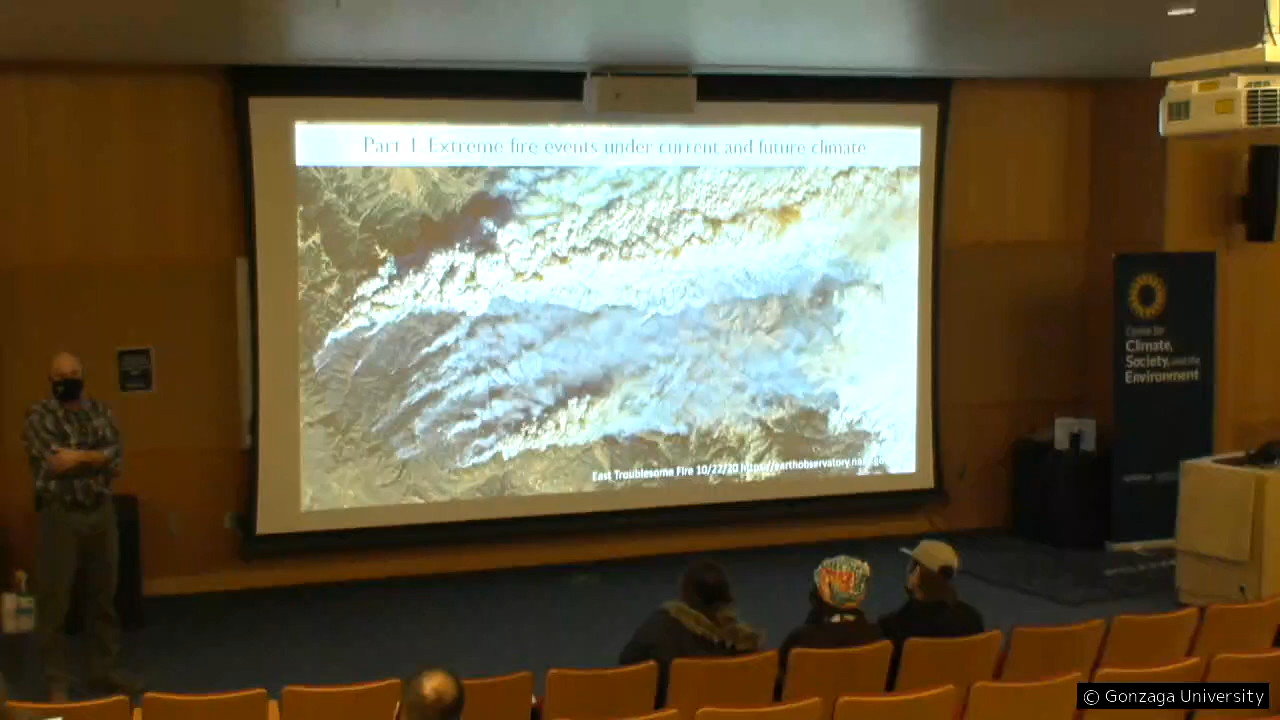 Part 1. Extreme fire events under current and future climate
East Troublesome Fire 10/22/20 https://earthobservatory.
Center for
Climate,
Society, and the
Environment
© Gonzaga University